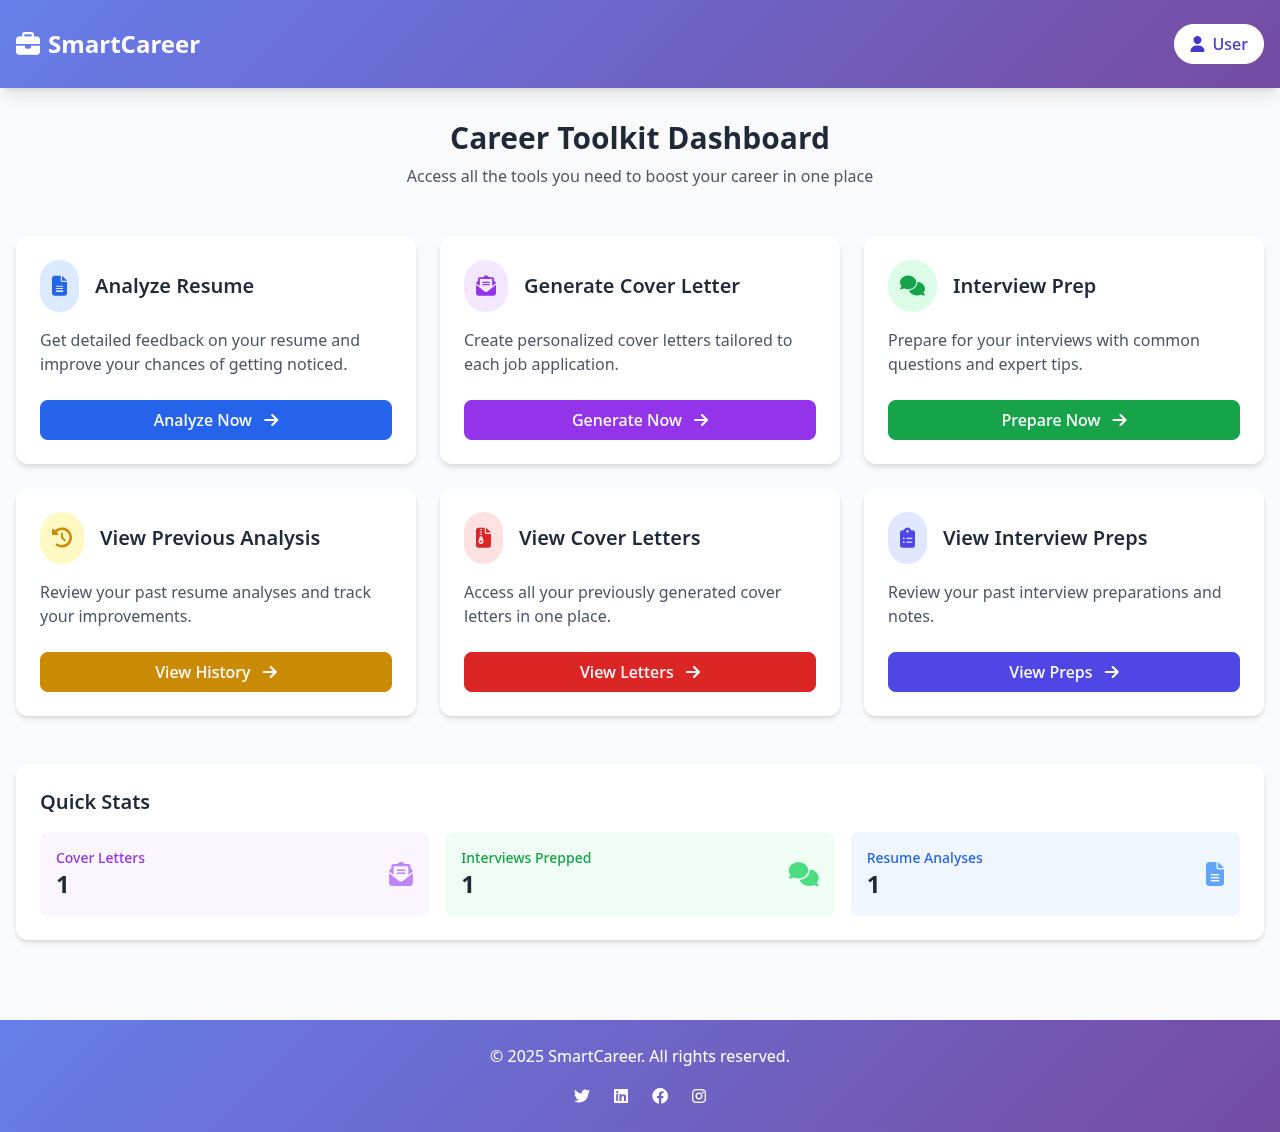 SmartCareer
User
Career Toolkit Dashboard
Access all the tools you need to boost your career in one place
Analyze Resume
Get detailed feedback on your resume and
improve your chances of getting noticed.
Analyze Now
Generate Cover Letter
Create personalized cover letters tailored to
each job application.
Generate Now
Interview Prep
Prepare for your interviews with common
questions and expert tips.
Prepare Now
View Previous Analysis
Review your past resume analyses and track
your improvements.
View History
View Cover Letters
Access all your previously generated cover
letters in one place.
View Letters
View Interview Preps
Review your past interview preparations and
notes.
View Preps
Quick Stats
Cover Letters
1
Interviews Prepped
1
Resume Analyses
1
© 2025 SmartCareer. All rights reserved.